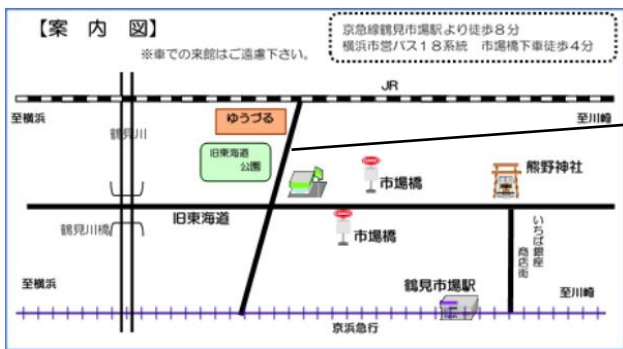 【案 内 図】
※車での来館はご遠慮下さい。
京急線鶴見市場駅より徒歩8分
横浜市営バス18系統 市場橋下車徒歩4分
JR
至横浜
鶴見川
ゆうづる
至川崎
旧東海道
公園
市場橋
熊野神社
旧東海道
鶴見川橋
市場橋
いちば銀座
商店街
至横浜
鶴見市場駅
至川崎
京浜急行